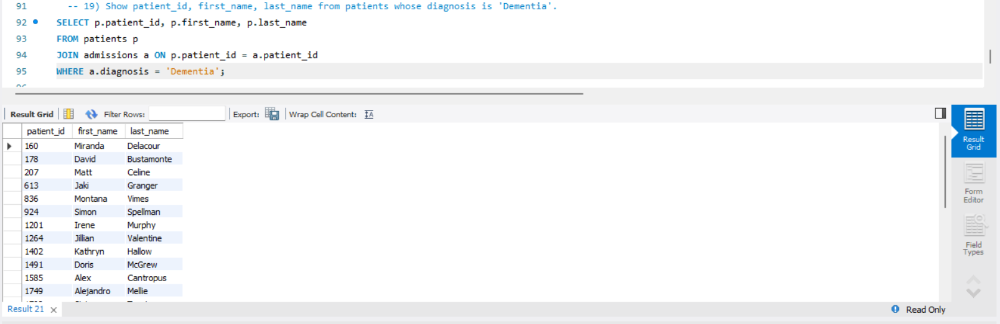 91 -- 19) Show patient_id, first_name, last_name from patients whose diagnosis is 'Dementia'.
92 SELECT p.patient_id, p.first_name, p.last_name
93 FROM patients p
94 JOIN admissions a ON p.patient_id = a.patient_id
95 WHERE a.diagnosis = 'Dementia';
Result Grid Filter Rows: Export: Wrap Cell Content:
patient_id first_name last_name
160 Miranda Delacour
178 David Bustamonte
207 Matt Celine
613 Jaki Granger
836 Montana Vimes
924 Simon Spellman
1201 Irene Murphy
1264 Jillian Valentine
1402 Kathryn Hallow
1491 Doris McGrew
1585 Alex Cantropus
1749 Alejandro Mellie
Result
Grid
Form
Editor
Field
Types
Result 21
Read Only